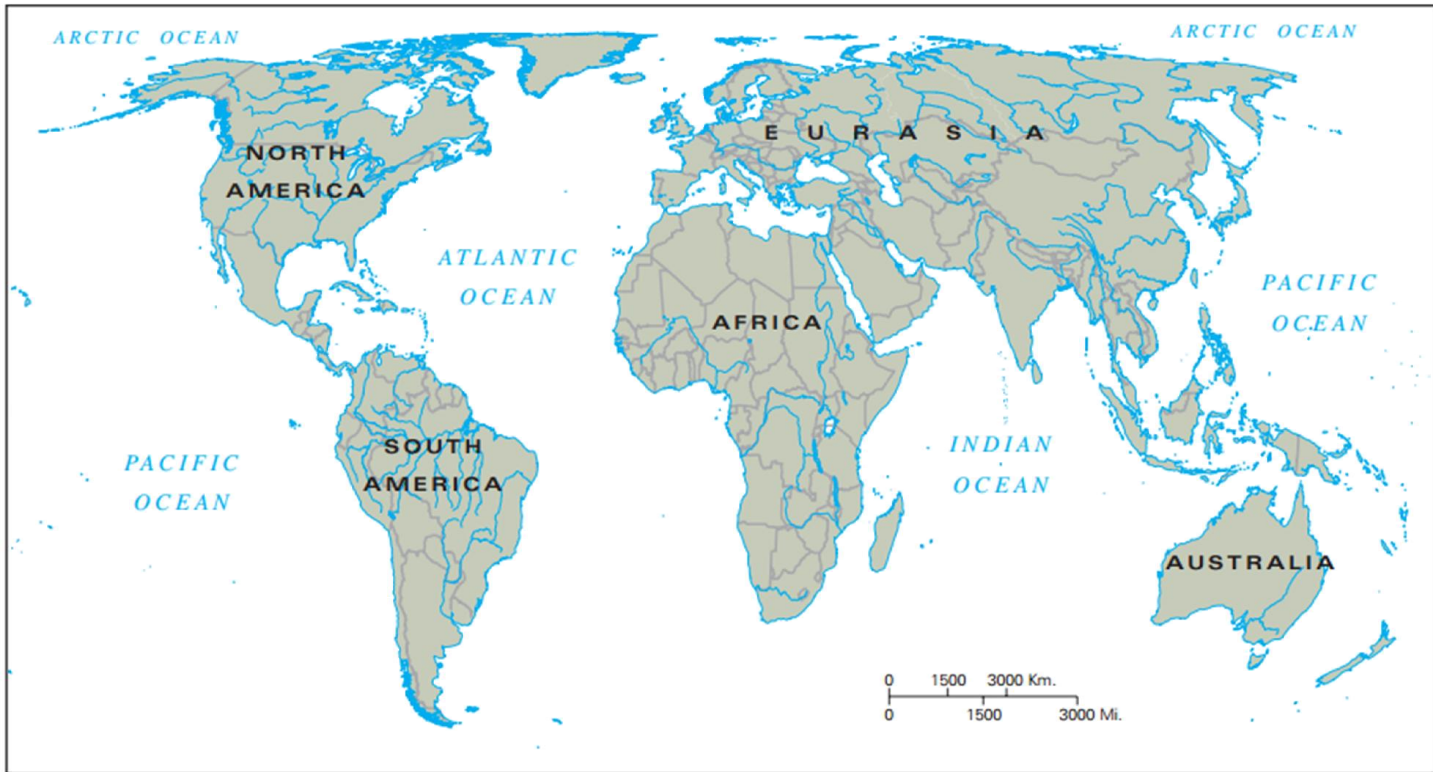 ARCTIC OCEAN
ARCTIC OCEAN
EURASIA
NORTH
AMERICA
ATLANTIC
OCEAN
PACIFIC
OCEAN
AFRICA
SOUTH
AMERICA
PACIFIC
OCEAN
INDIAN
OCEAN
AUSTRALIA
0 1500 3000 Km.
0 1500 3000 Mi.